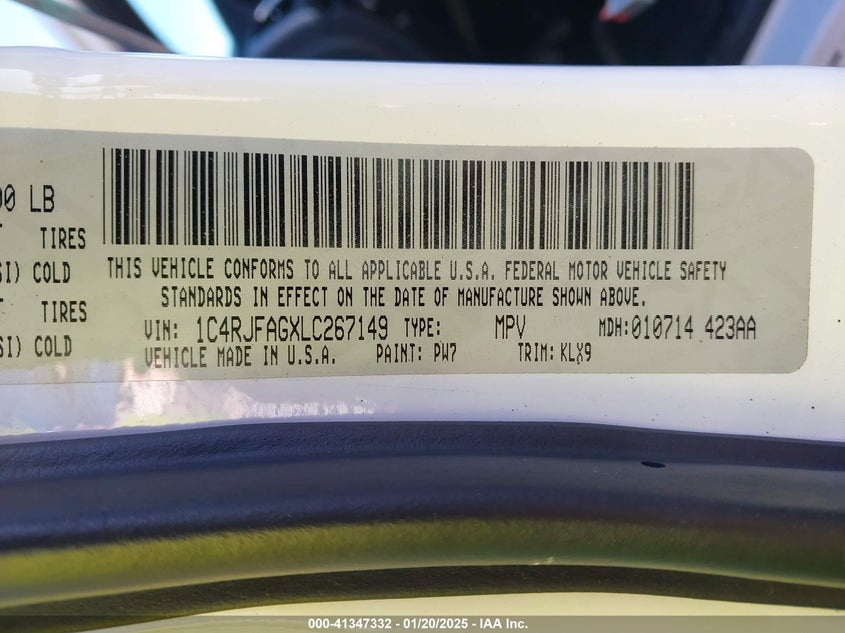 00 LB
TIRES
SI) COLD
TIRES
SI) COLD
THIS VEHICLE CONFORMS TO ALL APPLICABLE U.S.A. FEDERAL MOTOR VEHICLE SAFETY
STANDARDS IN EFFECT ON THE DATE OF MANUFACTURE SHOWN ABOVE.
VIN: 1C4RJFAGXLC267149 TYPE: MPV MDH:010714 423AA
VEHICLE MADE IN U.S.A. PAINT: PW7 TRIM: KLX9
000-41347332 - 01/20/2025 - IAA Inc.